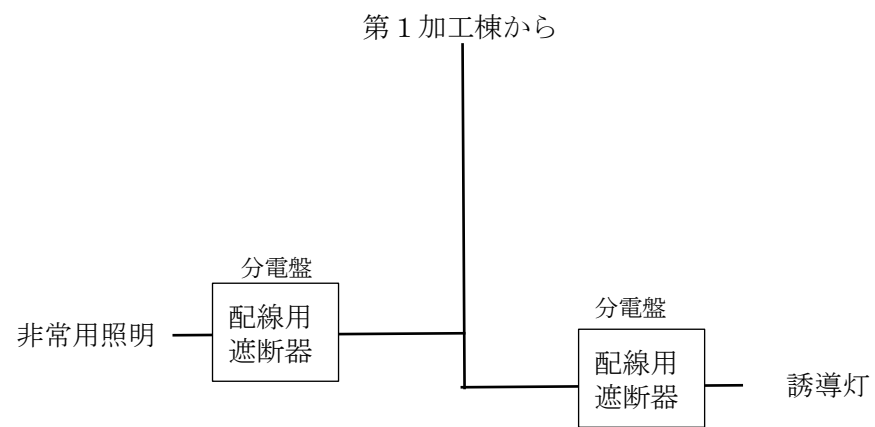 第１加工棟から
分電盤
非常用照明
配線用
遮断器
分電盤
配線用
遮断器
誘導灯